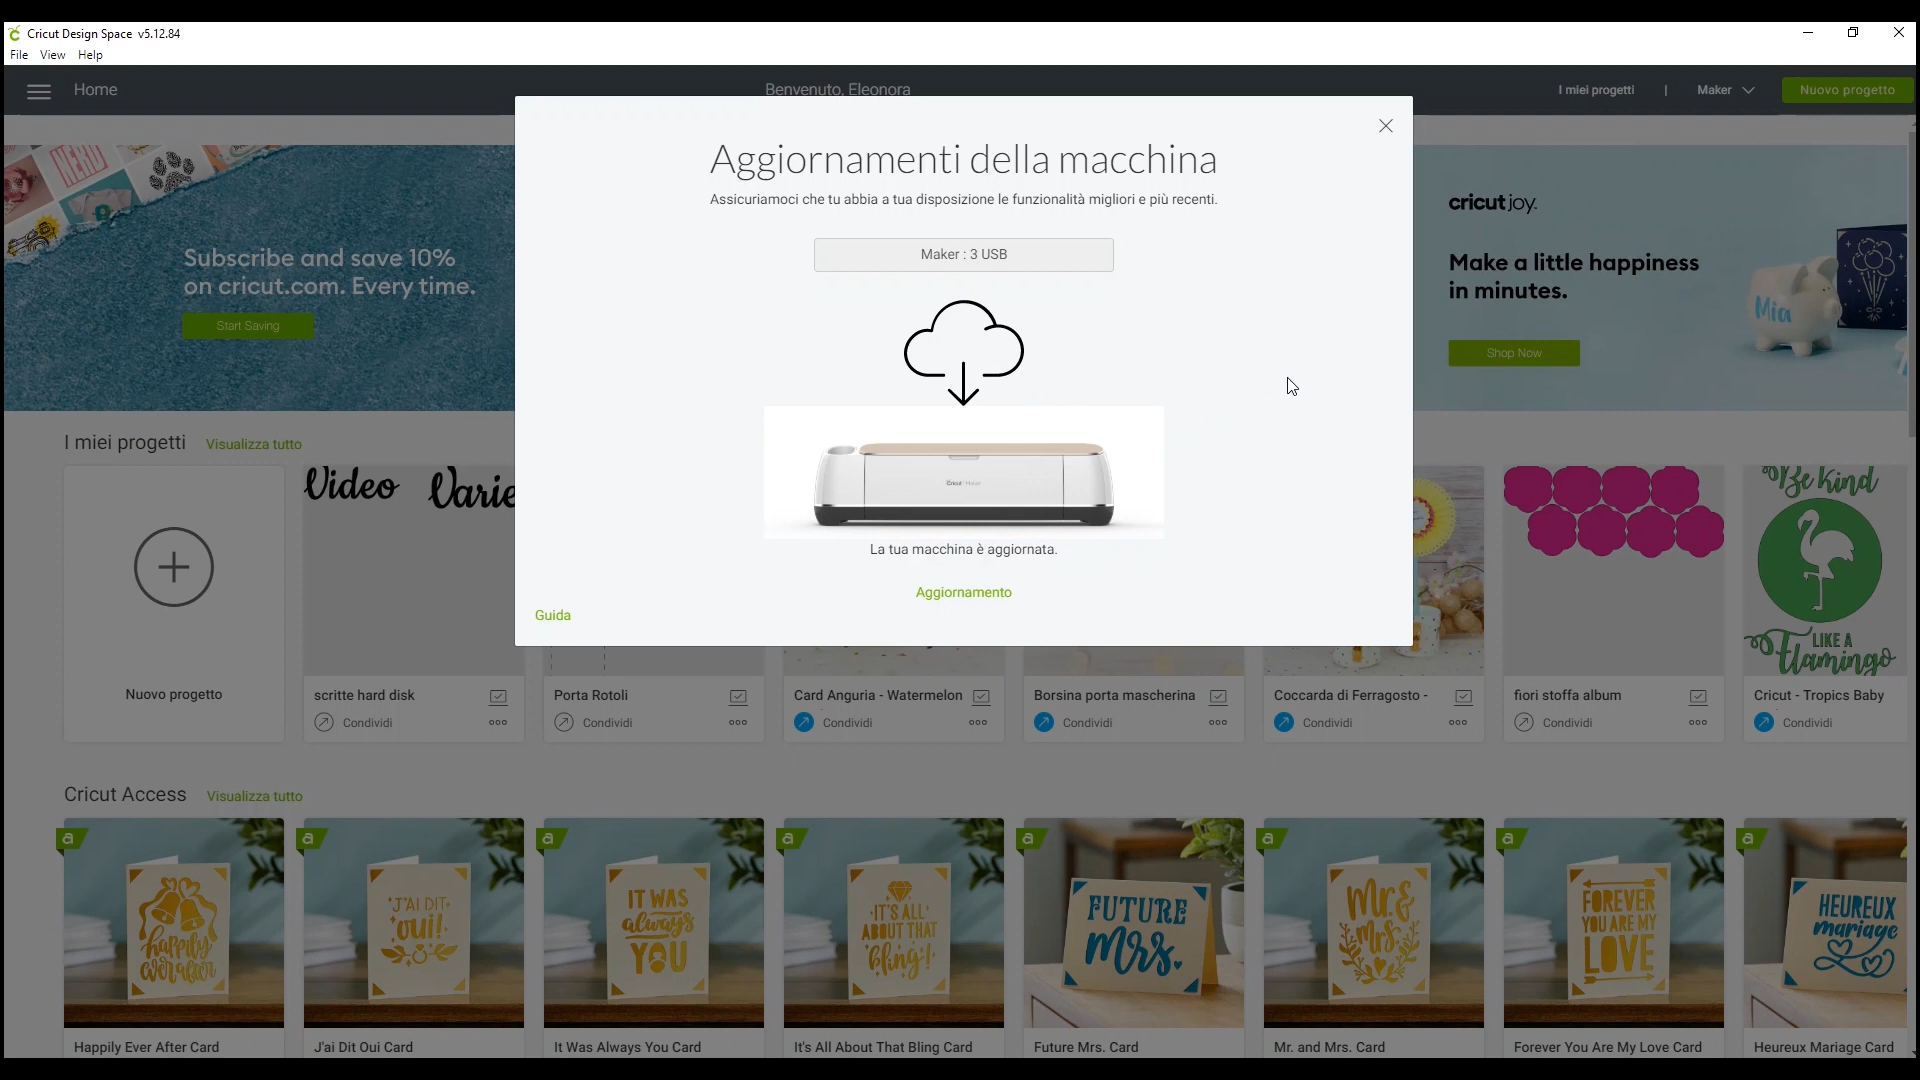 Cricut Design Space v5.12.84
File View Help
Home
Benvenuto, Eleonora
I miei progetti | Maker
Nuovo progetto
Aggiornamenti della macchina
Assicuriamoci che tu abbia a tua disposizione le funzionalità migliori e più recenti.
Maker : 3 USB
Cricut Maker
La tua macchina è aggiornata.
Aggiornamento
Guida
NERD
Subscribe and save 10%
on cricut.com. Every time.
Start Saving
cricut joy.
Make a little happiness
in minutes.
Shop Now
Mia
I miei progetti Visualizza tutto
Video Varie
Be Kind
LIKE A
Flamingo
Nuovo progetto
scritte hard disk
Condividi
Porta Rotoli
Condividi
Card Anguria - Watermelon
Condividi
Borsina porta mascherina
Condividi
Coccarda di Ferragosto -
Condividi
fiori stoffa album
Condividi
Cricut - Tropics Baby
Condividi
Cricut Access Visualizza tutto
a
a
a
a
a
a
a
a
happily
ever after
J'AI DIT
oui!
IT WAS
always
YOU
IT'S ALL
ABOUT THAT
bling!
FUTURE
Mrs.
Mr. &
Mrs.
FOREVER
YOU ARE MY
LOVE
HEUREUX
mariage
Happily Ever After Card
J'ai Dit Oui Card
It Was Always You Card
It's All About That Bling Card
Future Mrs. Card
Mr. and Mrs. Card
Forever You Are My Love Card
Heureux Mariage Card